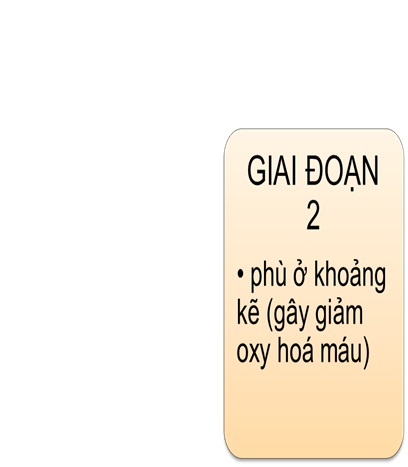 GIAI ĐOẠN
2
• phù ở khoảng
kẽ (gây giảm
oxy hoá máu)